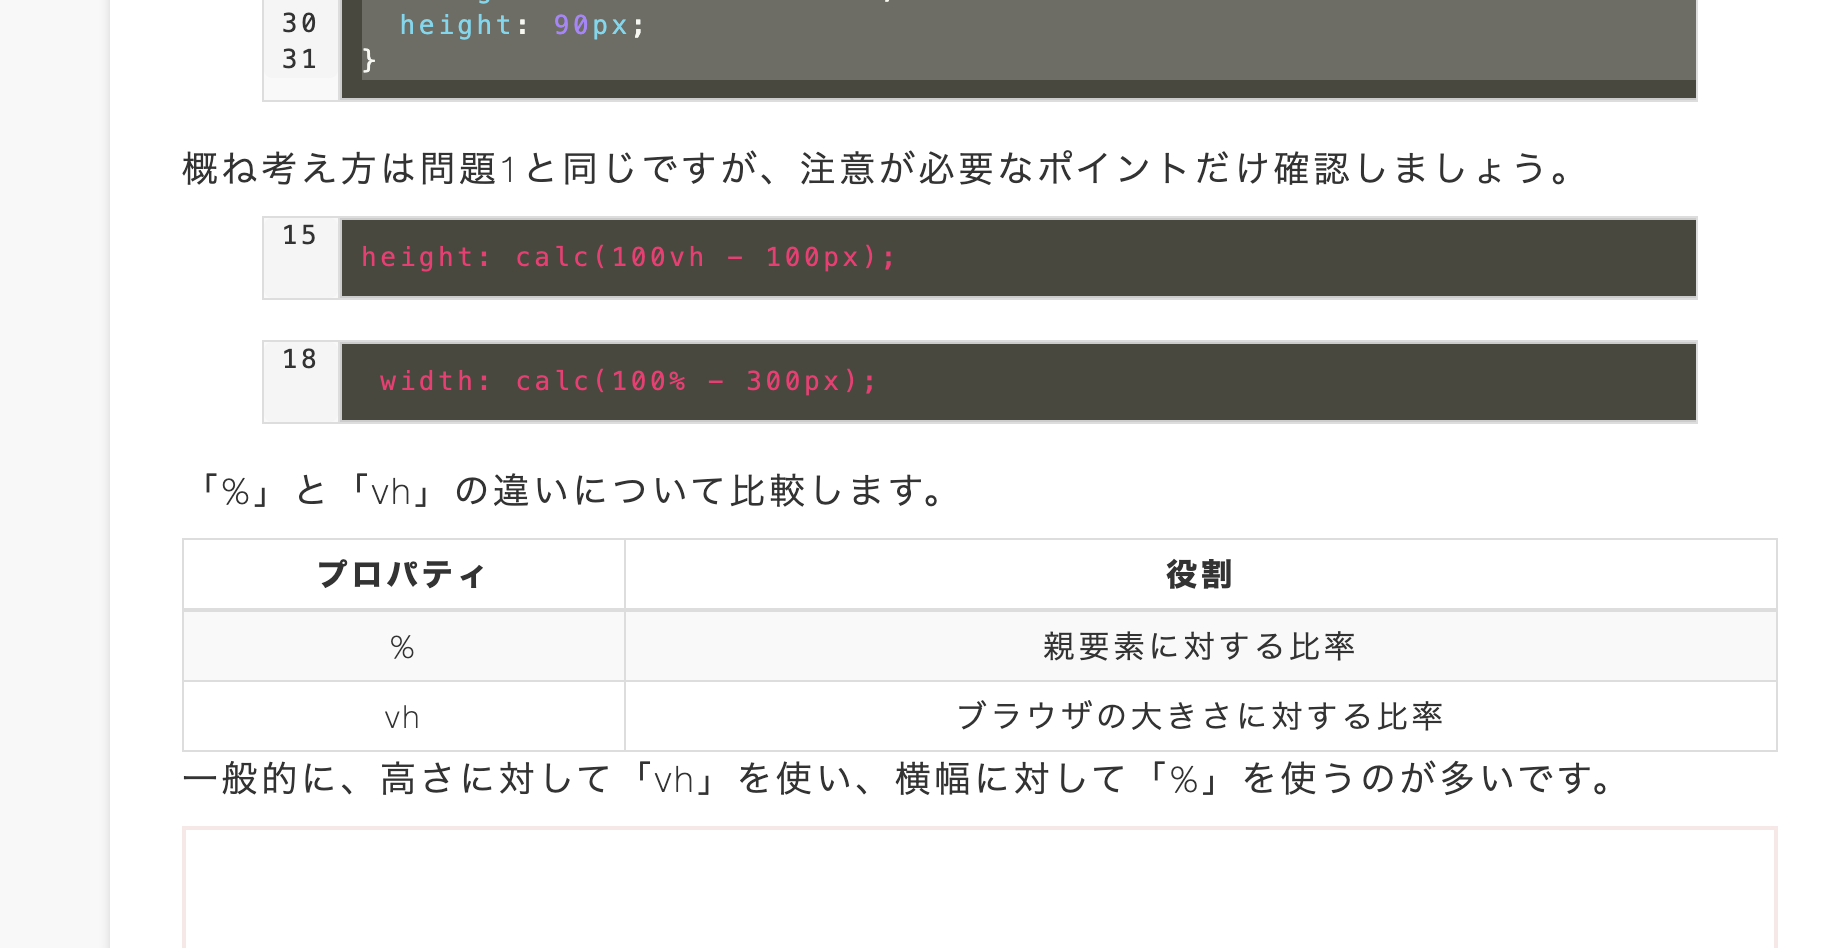 30 height: 90px;
31 }
概ね考え方は問題1と同じですが、注意が必要なポイントだけ確認しましょう。
15 height: calc(100vh - 100px);
18 width: calc(100% - 300px);
「%」と「vh」の違いについて比較します。
プロパティ 役割
% 親要素に対する比率
vh ブラウザの大きさに対する比率
一般的に、高さに対して「vh」を使い、横幅に対して「%」を使うのが多いです。